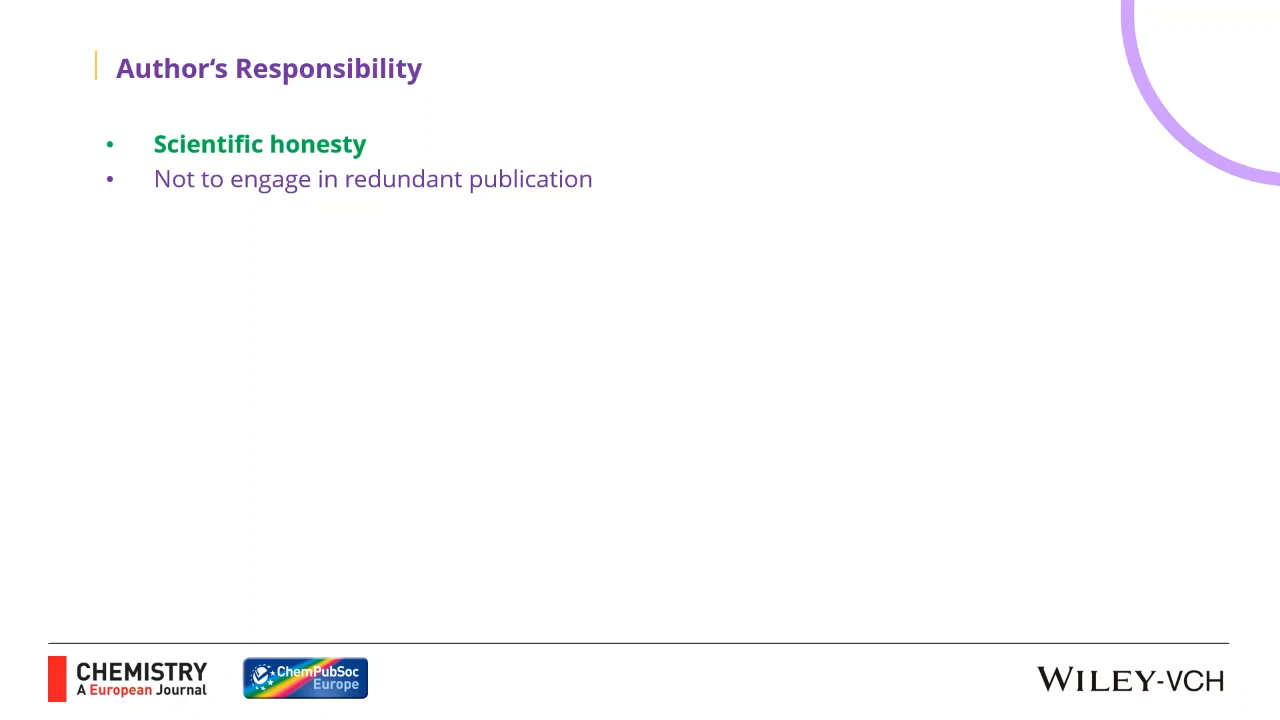 Author‘s Responsibility
• Scientific honesty
• Not to engage in redundant publication
CHEMISTRY
A European Journal
ChemPubSoc
Europe
WILEY-VCH